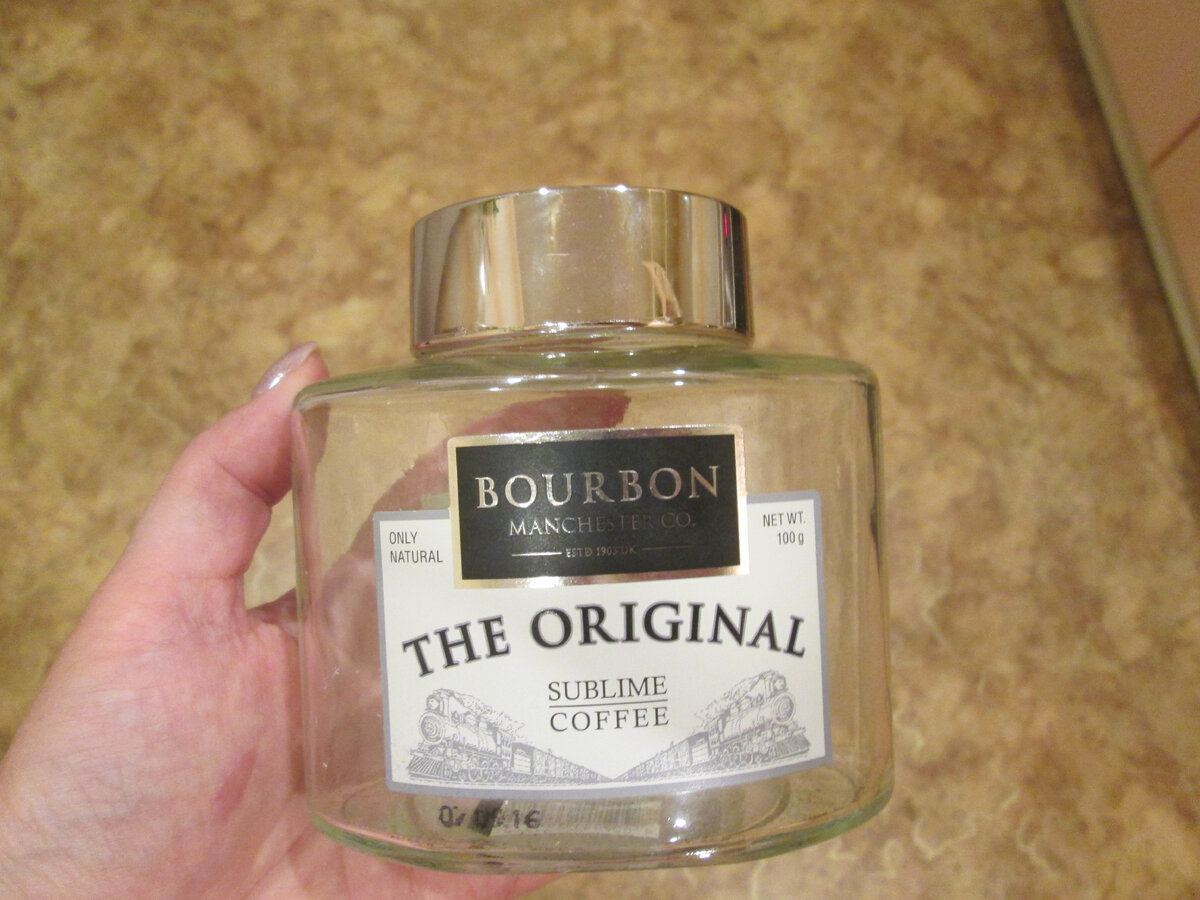 BOURBON
MANCHESTER CO.
ESTD 1903 UK
ONLY
NATURAL
NET WT.
100 g
THE ORIGINAL
SUBLIME
COFFEE